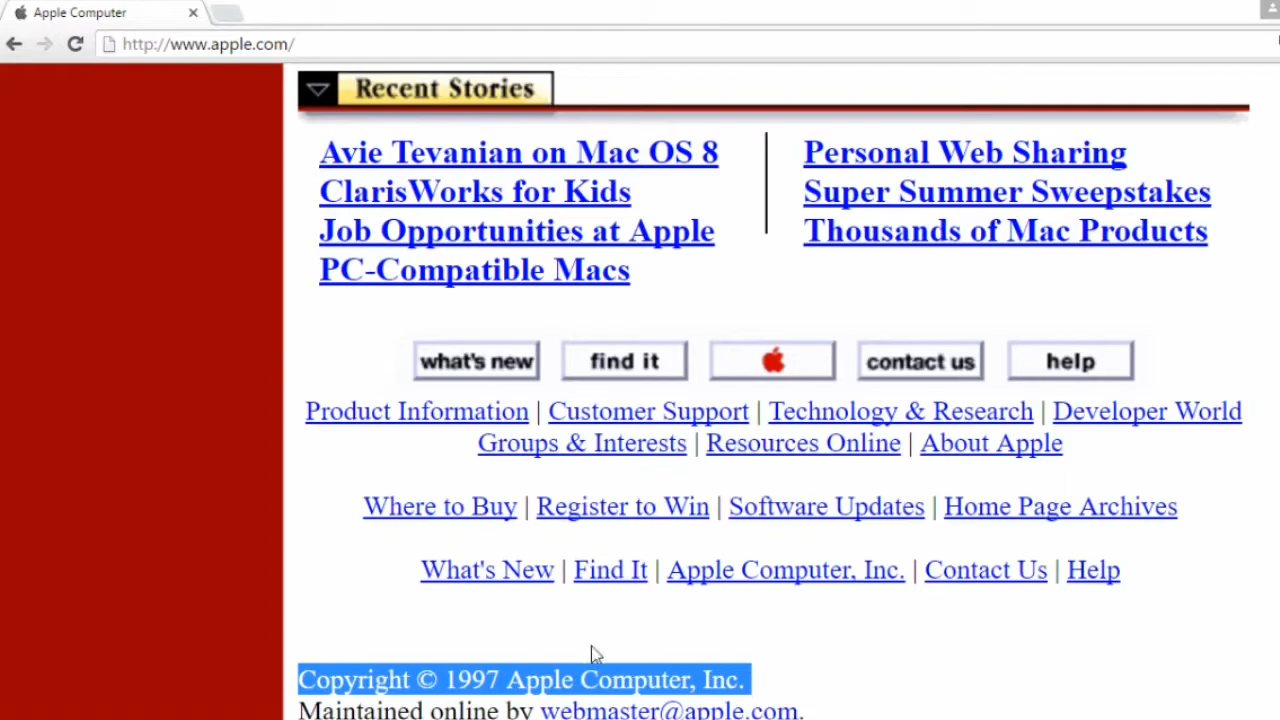 Apple Computer
http://www.apple.com/
Recent Stories
Avie Tevanian on Mac OS 8
ClarisWorks for Kids
Job Opportunities at Apple
PC-Compatible Macs
Personal Web Sharing
Super Summer Sweepstakes
Thousands of Mac Products
what's new find it contact us help
Product Information | Customer Support | Technology & Research | Developer World
Groups & Interests | Resources Online | About Apple
Where to Buy | Register to Win | Software Updates | Home Page Archives
What's New | Find It | Apple Computer, Inc. | Contact Us | Help
Copyright © 1997 Apple Computer, Inc.
Maintained online by webmaster@apple.com.